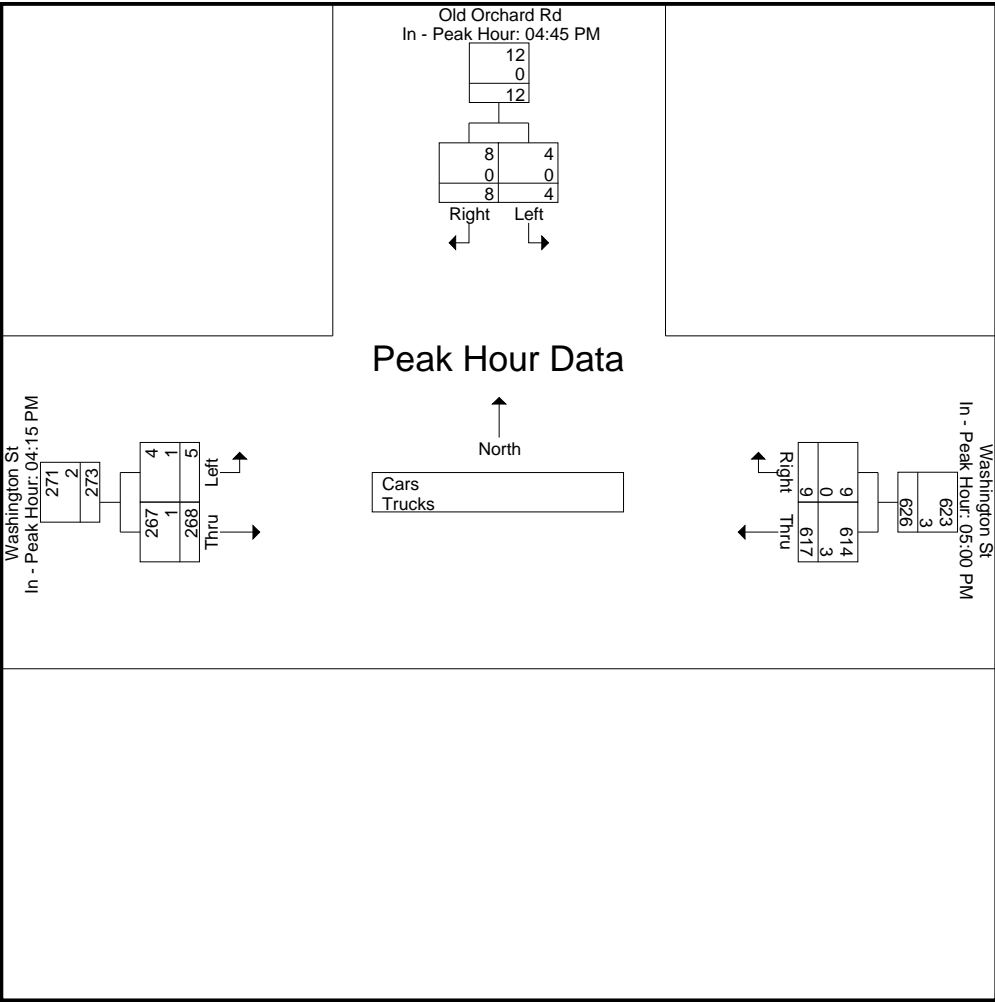 Old Orchard Rd
In - Peak Hour: 04:45 PM
12
0
12
8 4
0 0
8 4
Right Left
Peak Hour Data
North
Cars
Trucks
Washington St
In - Peak Hour: 04:15 PM
271
2
273
4 1 5
Left
267 1 268
Thru
Washington St
In - Peak Hour: 05:00 PM
623
3
626
Right Thru
9 614
0 3
9 617